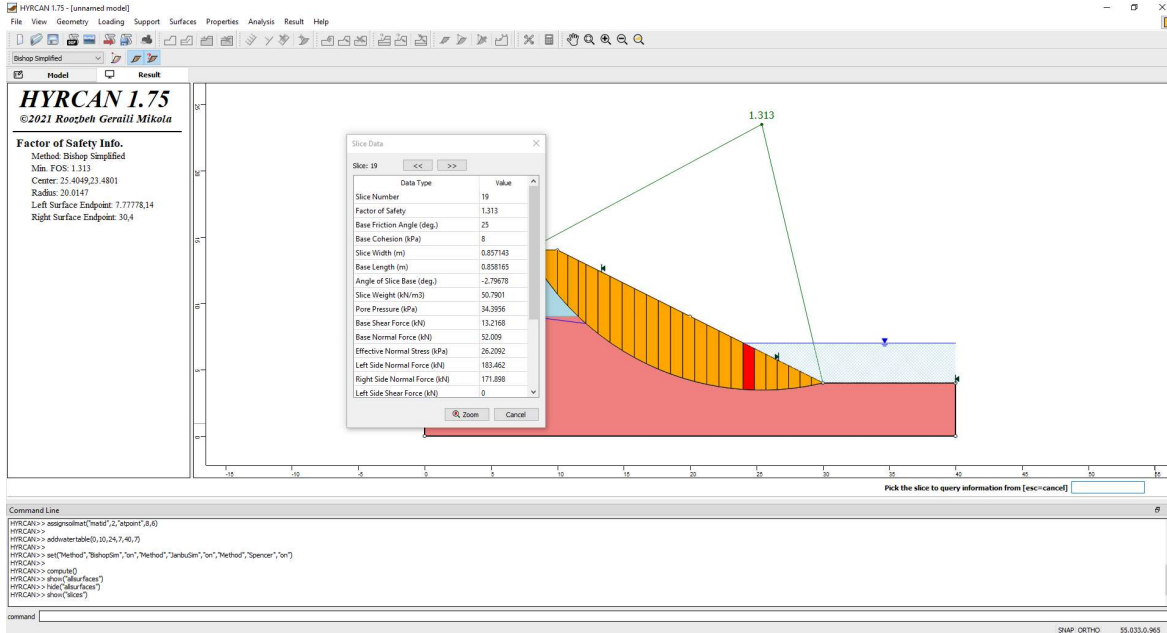 HYRCAN 1.75 - [unnamed model]
File View Geometry Loading Support Surfaces Properties Analysis Result Help
Bishop Simplified
Model Result
HYRCAN 1.75
©2021 Roozbeh Geraili Mikola
Factor of Safety Info.
Method: Bishop Simplified
Min. FOS: 1.313
Center: 25.4049,23.4801
Radius: 20.0147
Left Surface Endpoint: 7.77778,14
Right Surface Endpoint: 30,4
1.313
Slice Data
Slice: 19 << >>
Data Type Value
Slice Number 19
Factor of Safety 1.313
Base Friction Angle (deg.) 25
Base Cohesion (kPa) 8
Slice Width (m) 0.857143
Base Length (m) 0.858165
Angle of Slice Base (deg.) -2.79678
Slice Weight (kN/m3) 50.7901
Pore Pressure (kPa) 34.3956
Base Shear Force (kN) 13.2168
Base Normal Force (kN) 52.009
Effective Normal Stress (kPa) 26.2092
Left Side Normal Force (kN) 183.462
Right Side Normal Force (kN) 171.898
Left Side Shear Force (kN) 0
Zoom Cancel
25
20
15
10
5
0
-15 -10 -5 0 5 10 15 20 25 30 35 40 45 50 55
Pick the slice to query information from [esc=cancel]
Command Line
HYRCAN>> assignsoilmat("matid",2,"atpoint",8,6)
HYRCAN>>
HYRCAN>> addwatertable(0,10,24,7,40,7)
HYRCAN>>
HYRCAN>> set("Method","BishopSim","on","Method","JanbuSim","on","Method","Spencer","on")
HYRCAN>>
HYRCAN>> compute()
HYRCAN>> show("allsurfaces")
HYRCAN>> hide("allsurfaces")
HYRCAN>> show("slices")
command
SNAP ORTHO 55.033,0.965